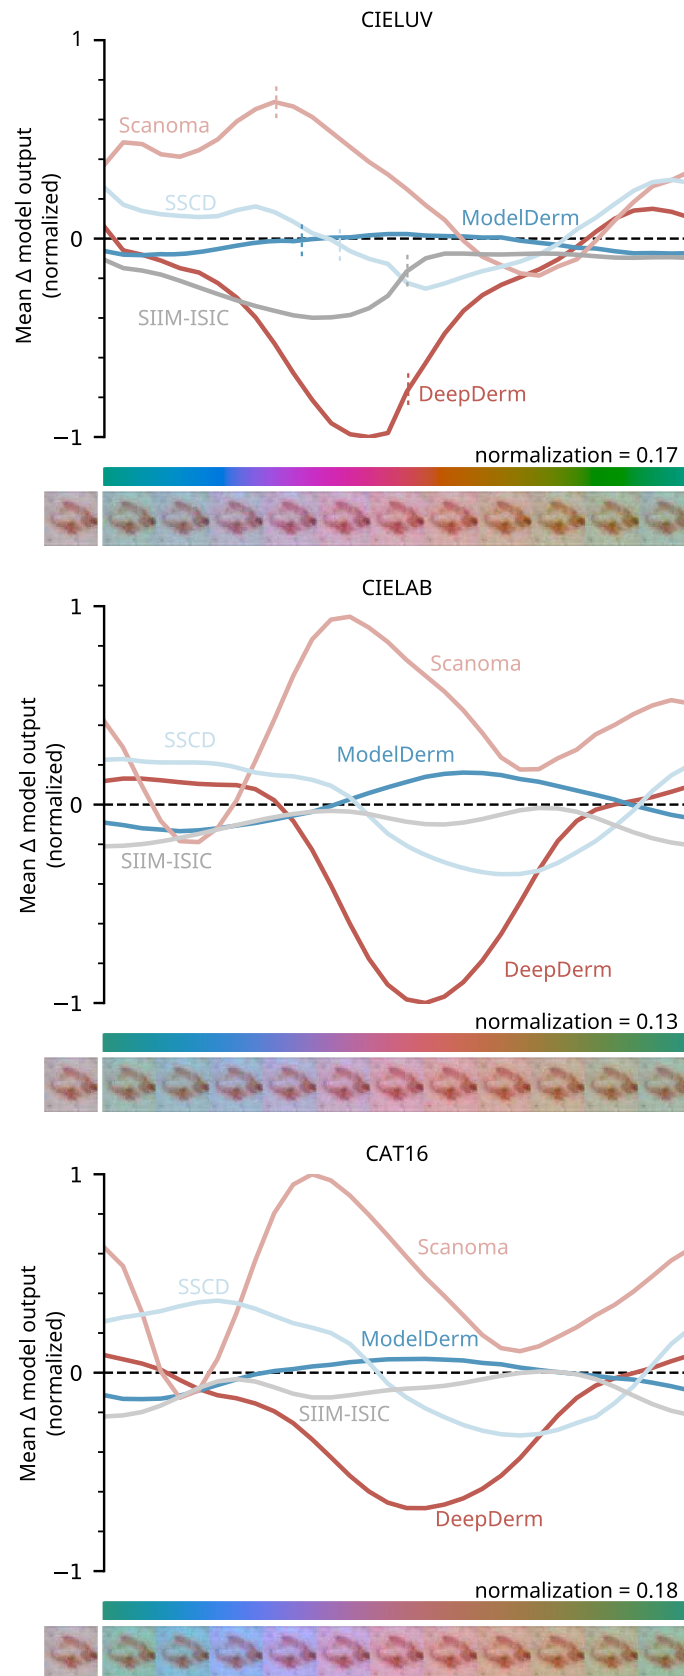 CIELUV
1
Scanoma
SSCD
ModelDerm
0
SIIM-ISIC
DeepDerm
−1
Mean Δ model output
(normalized)
normalization = 0.17
CIELAB
1
Scanoma
SSCD
ModelDerm
0
SIIM-ISIC
DeepDerm
−1
Mean Δ model output
(normalized)
normalization = 0.13
CAT16
1
Scanoma
SSCD
ModelDerm
0
SIIM-ISIC
DeepDerm
−1
Mean Δ model output
(normalized)
normalization = 0.18